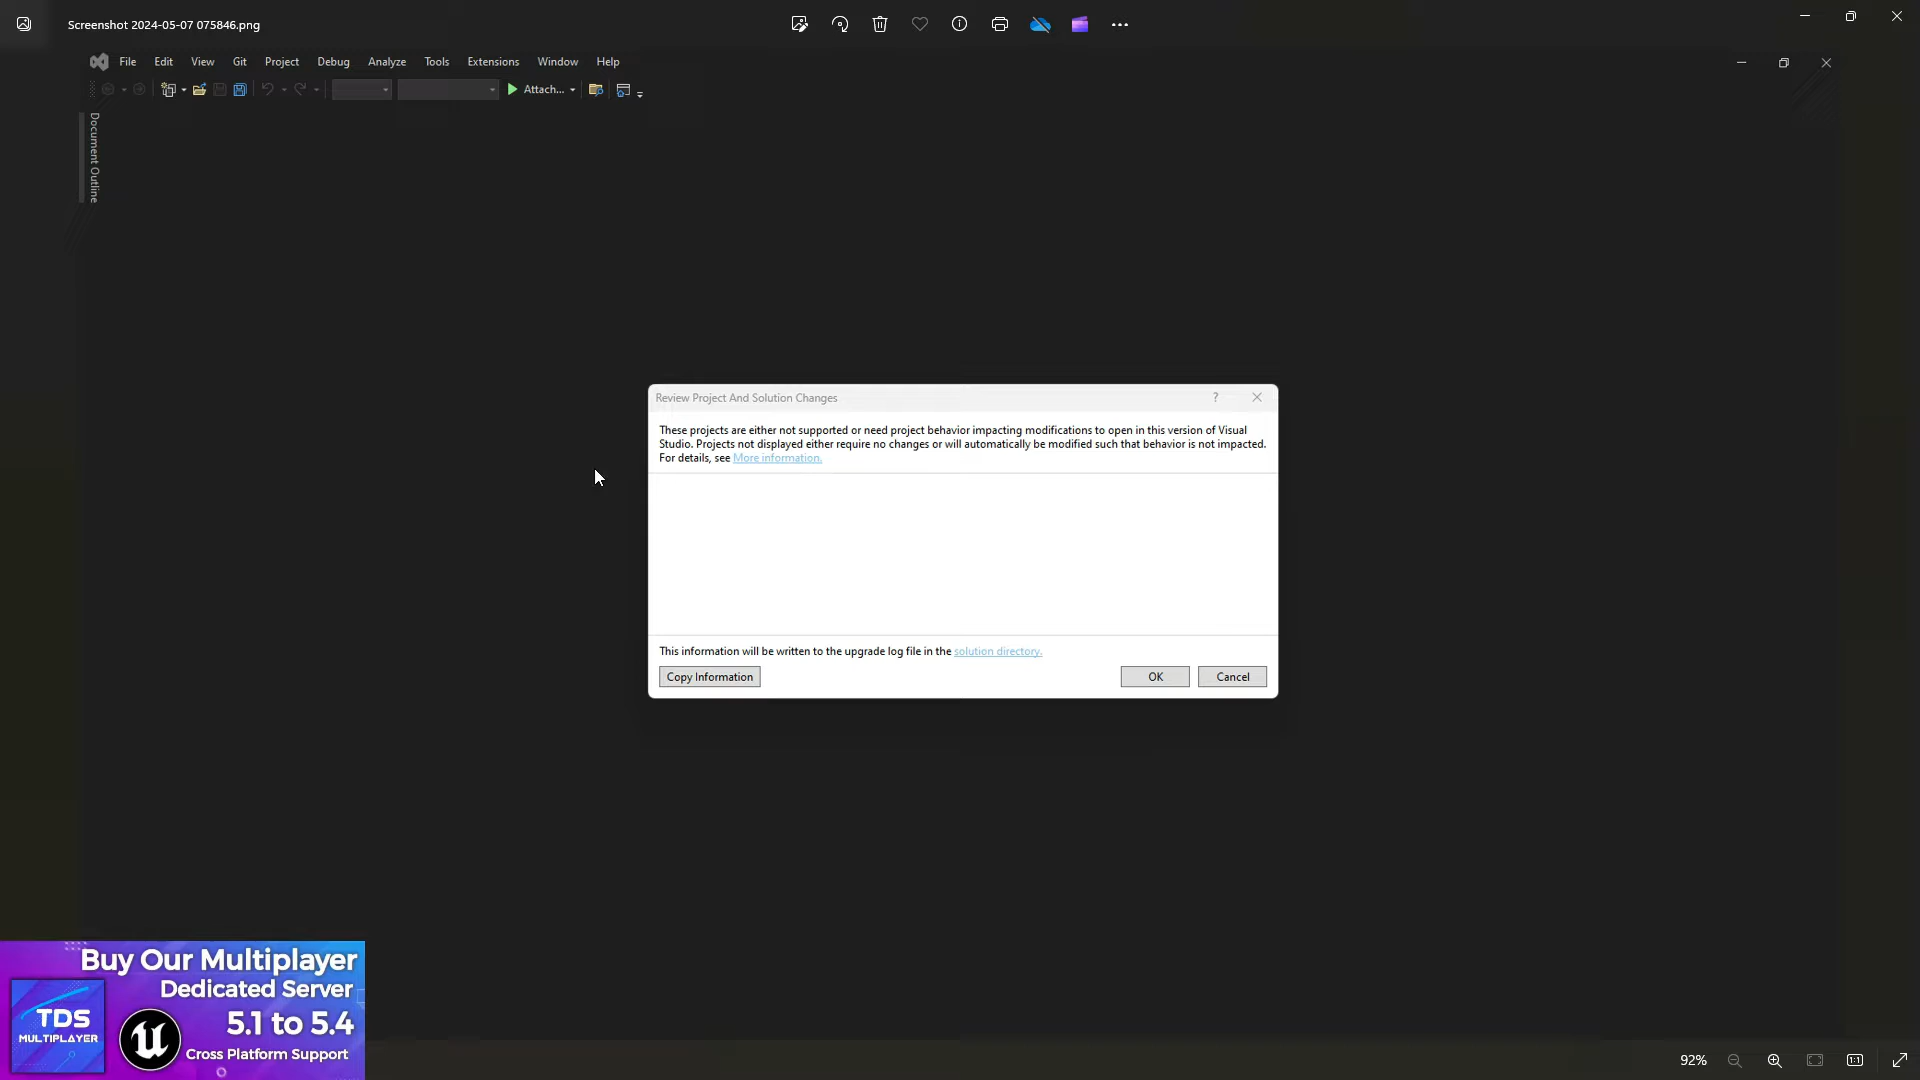 Screenshot 2024-05-07 075846.png
File Edit View Git Project Debug Analyze Tools Extensions Window Help
Attach...
Document Outline
Review Project And Solution Changes
These projects are either not supported or need project behavior impacting modifications to open in this version of Visual
Studio. Projects not displayed either require no changes or will automatically be modified such that behavior is not impacted.
For details, see More information.
This information will be written to the upgrade log file in the solution directory.
Copy Information OK Cancel
Buy Our Multiplayer
Dedicated Server
5.1 to 5.4
Cross Platform Support
TDS
MULTIPLAYER
92%
1:1